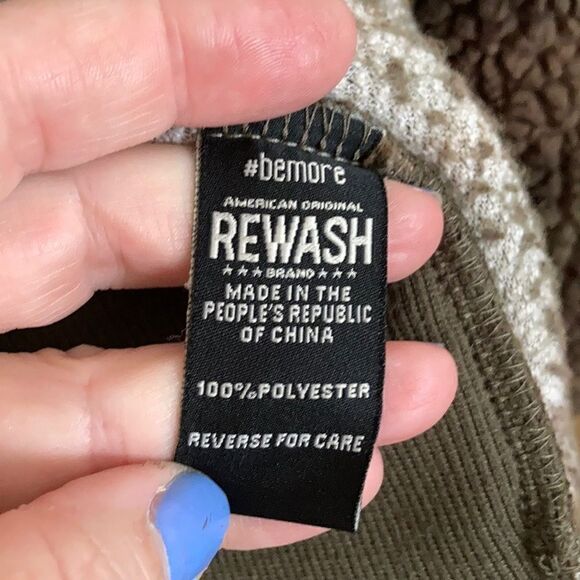 #bemore
AMERICAN ORIGINAL
REWASH
BRAND
MADE IN THE
PEOPLE'S REPUBLIC
OF CHINA
100% POLYESTER
REVERSE FOR CARE